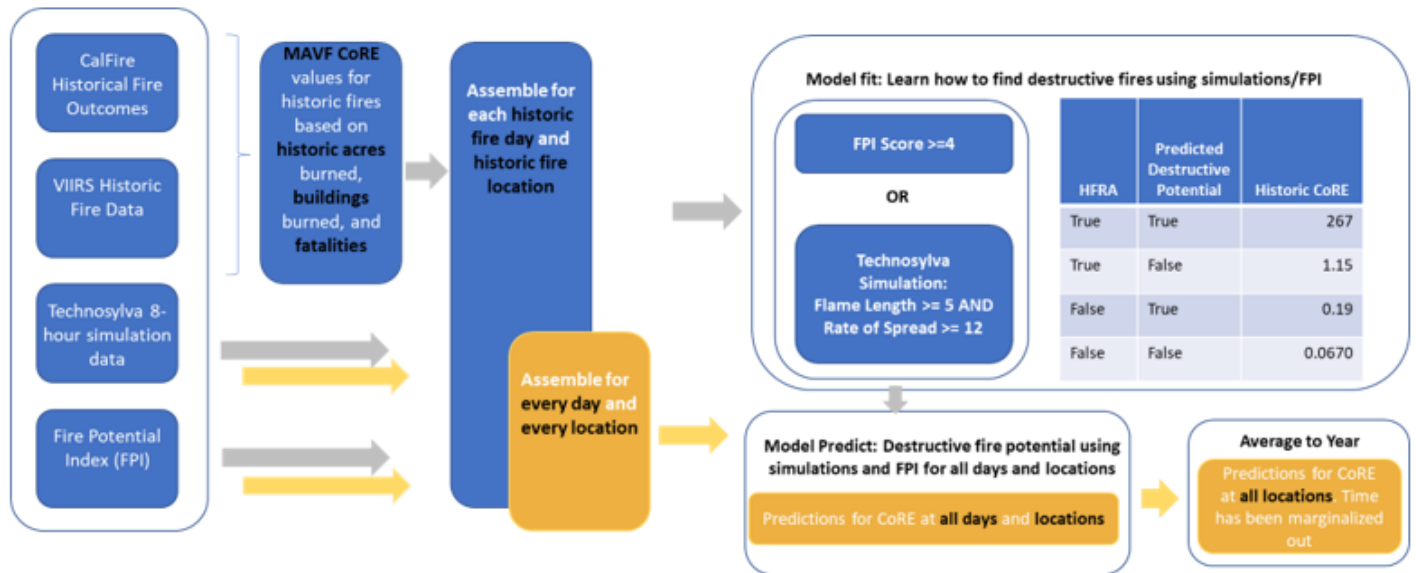 CalFire
Historical Fire
Outcomes
VIIRS Historic
Fire Data
Technosylva 8-
hour simulation
data
Fire Potential
Index (FPI)
MAVF CoRE
values for
historic fires
based on
historic acres
burned,
buildings
burned, and
fatalities
Assemble for
each historic
fire day and
historic fire
location
Assemble for
every day and
every location
Model fit: Learn how to find destructive fires using simulations/FPI
FPI Score >=4
OR
Technosylva
Simulation:
Flame Length >= 5 AND
Rate of Spread >= 12
HFRA
Predicted
Destructive
Potential
Historic CoRE
True True 267
True False 1.15
False True 0.19
False False 0.0670
Model Predict: Destructive fire potential using
simulations and FPI for all days and locations
Predictions for CoRE at all days and locations
Average to Year
Predictions for CoRE
at all locations. Time
has been marginalized
out